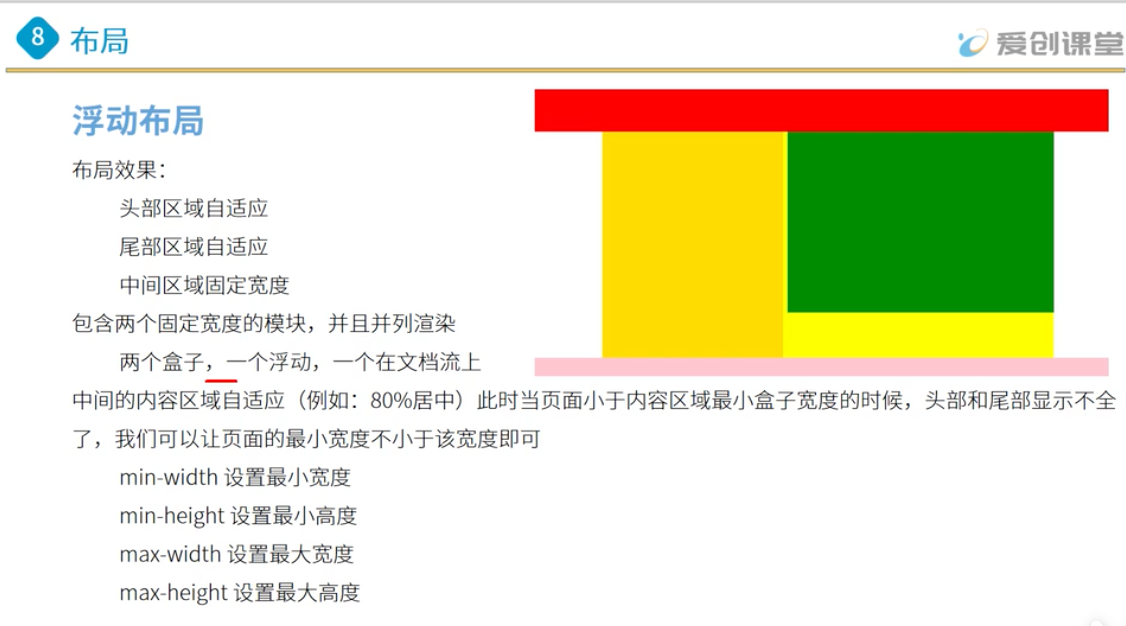 8 布局
爱创课堂
浮动布局
布局效果：
头部区域自适应
尾部区域自适应
中间区域固定宽度
包含两个固定宽度的模块，并且并列渲染
两个盒子，一个浮动，一个在文档流上
中间的内容区域自适应（例如：80%居中）此时当页面小于内容区域最小盒子宽度的时候，头部和尾部显示不全
了，我们可以让页面的最小宽度不小于该宽度即可
min-width 设置最小宽度
min-height 设置最小高度
max-width 设置最大宽度
max-height 设置最大高度